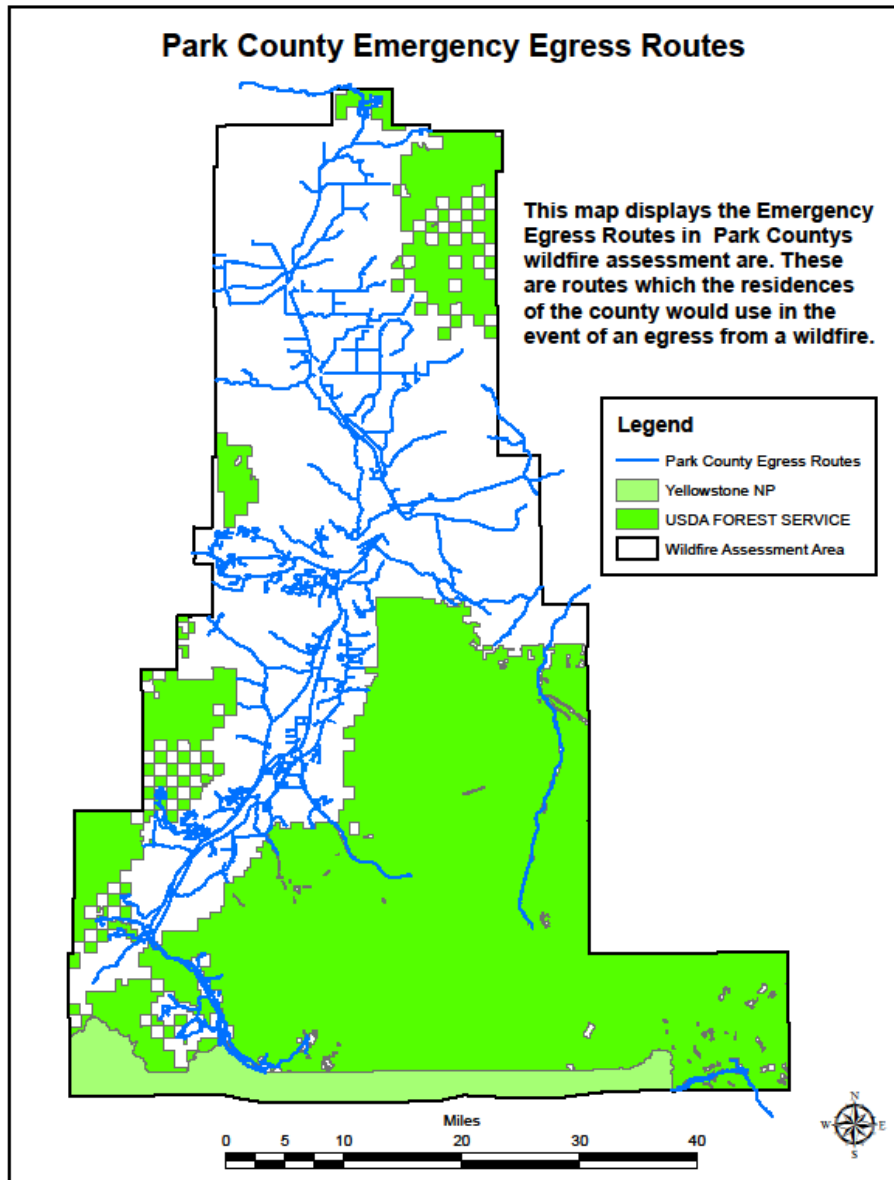 Park County Emergency Egress Routes
This map displays the Emergency
Egress Routes in Park Countys
wildfire assessment are. These
are routes which the residences
of the county would use in the
event of an egress from a wildfire.
Legend
Park County Egress Routes
Yellowstone NP
USDA FOREST SERVICE
Wildfire Assessment Area
N
W E
S
Miles
0 5 10 20 30 40